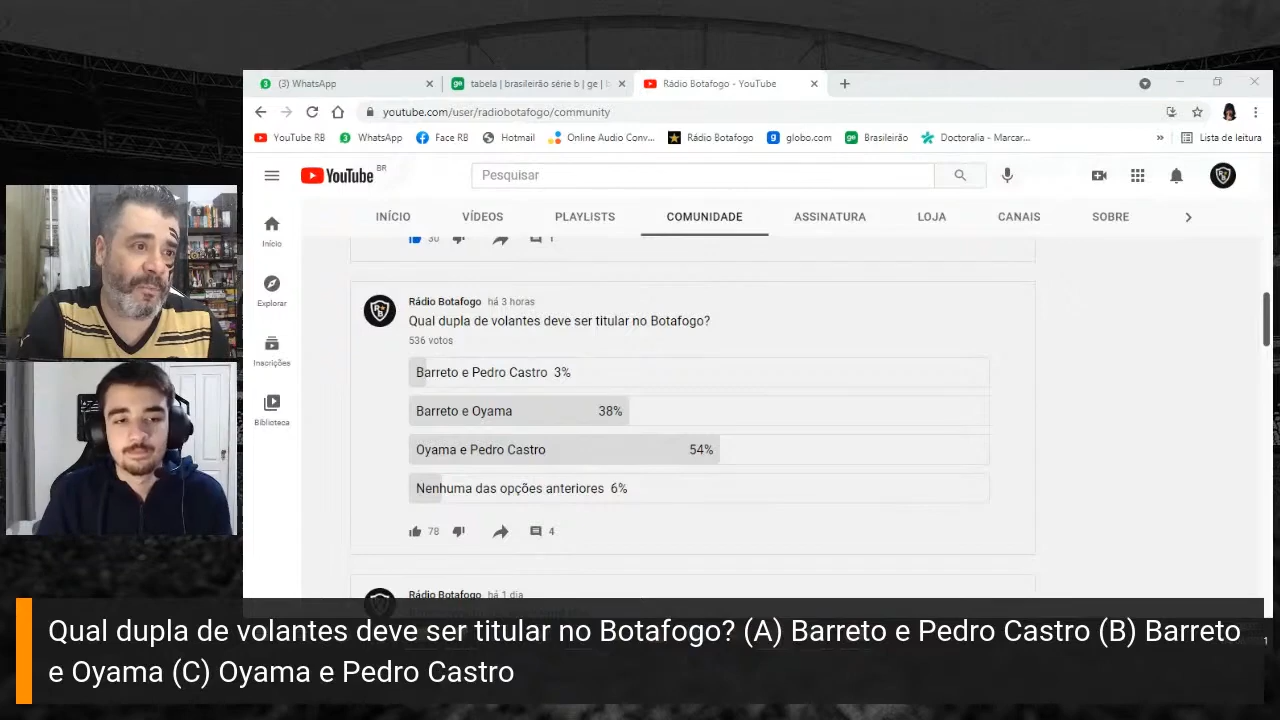 (3) WhatsApp
tabela | brasileirão série b | ge |
Rádio Botafogo - YouTube
youtube.com/user/radiobotafogo/community
YouTube RB
WhatsApp
Face RB
Hotmail
Online Audio Conv...
Rádio Botafogo
globo.com
Brasileirão
Doctoralia - Marcar...
Lista de leitura
YouTube BR
Pesquisar
INÍCIO
VÍDEOS
PLAYLISTS
COMUNIDADE
ASSINATURA
LOJA
CANAIS
SOBRE
Início
Explorar
Inscrições
Biblioteca
30
1
Rádio Botafogo há 3 horas
Qual dupla de volantes deve ser titular no Botafogo?
536 votos
Barreto e Pedro Castro 3%
Barreto e Oyama 38%
Oyama e Pedro Castro 54%
Nenhuma das opções anteriores 6%
78
4
Rádio Botafogo há 1 dia
Qual dupla de volantes deve ser titular no Botafogo? (A) Barreto e Pedro Castro (B) Barreto
e Oyama (C) Oyama e Pedro Castro